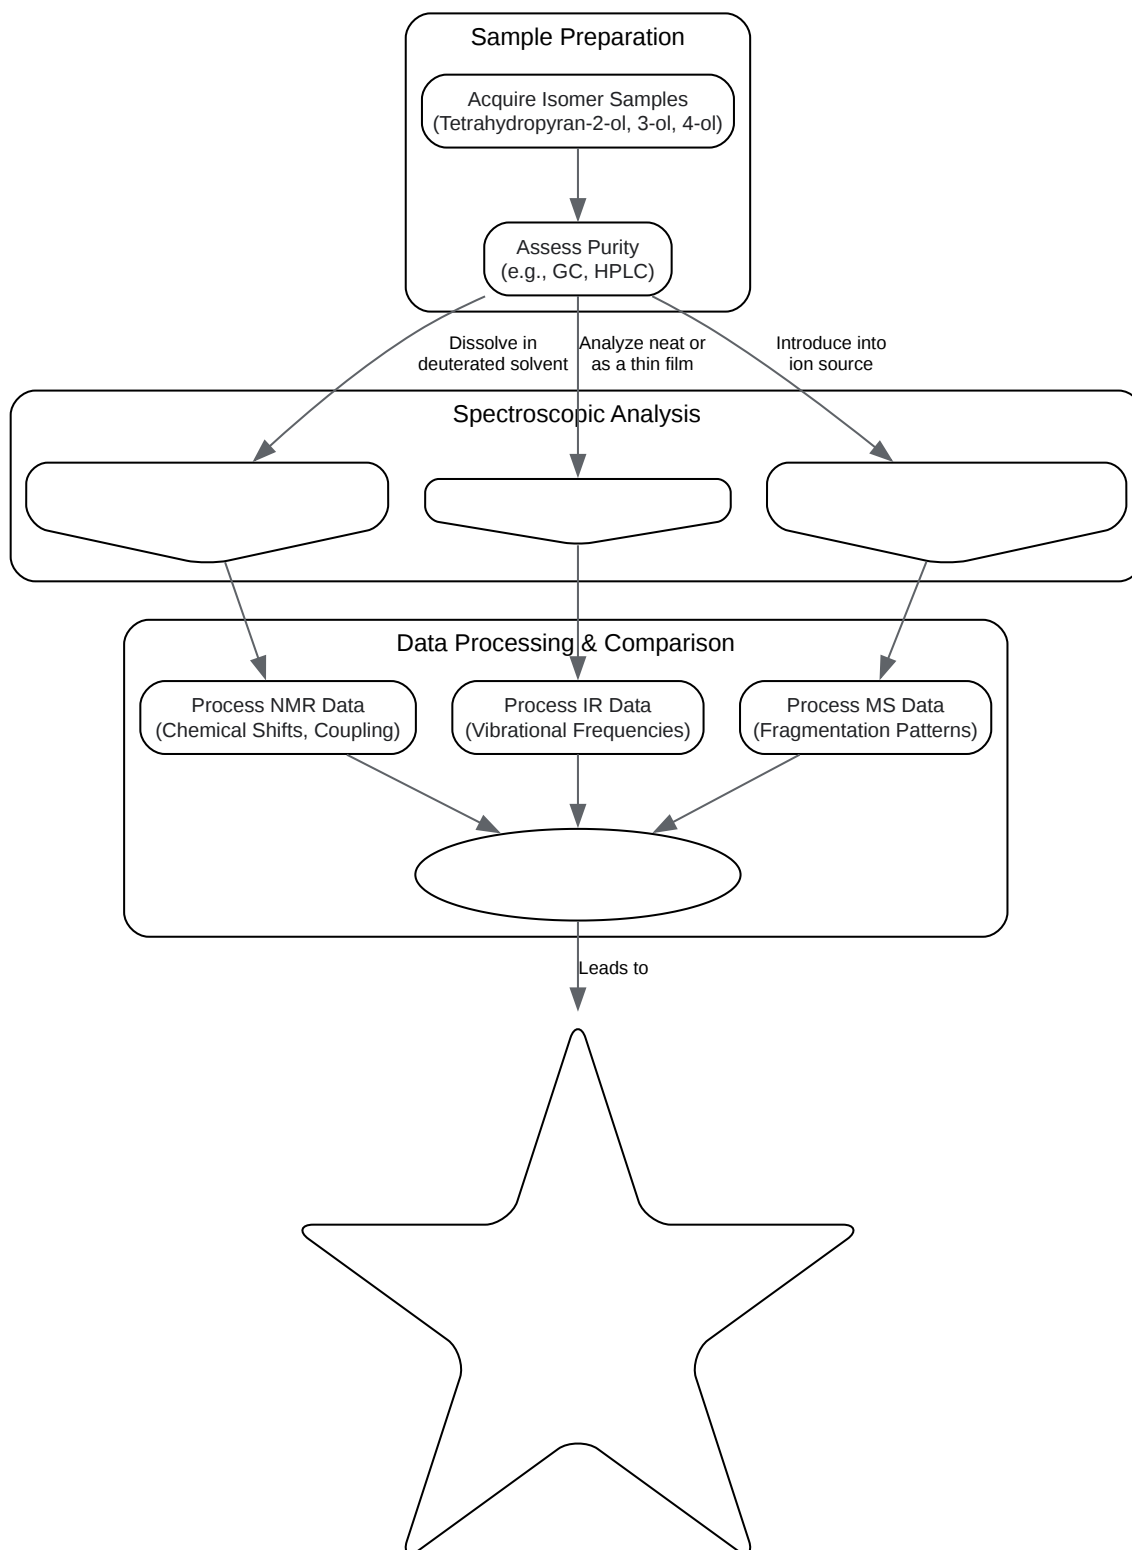 Sample Preparation
Acquire Isomer Samples
(Tetrahydropyran-2-ol, 3-ol, 4-ol)
Assess Purity
(e.g., GC, HPLC)
Dissolve in
deuterated solvent
Analyze neat or
as a thin film
Introduce into
ion source
Spectroscopic Analysis
Data Processing & Comparison
Process NMR Data
(Chemical Shifts, Coupling)
Process IR Data
(Vibrational Frequencies)
Process MS Data
(Fragmentation Patterns)
Leads to